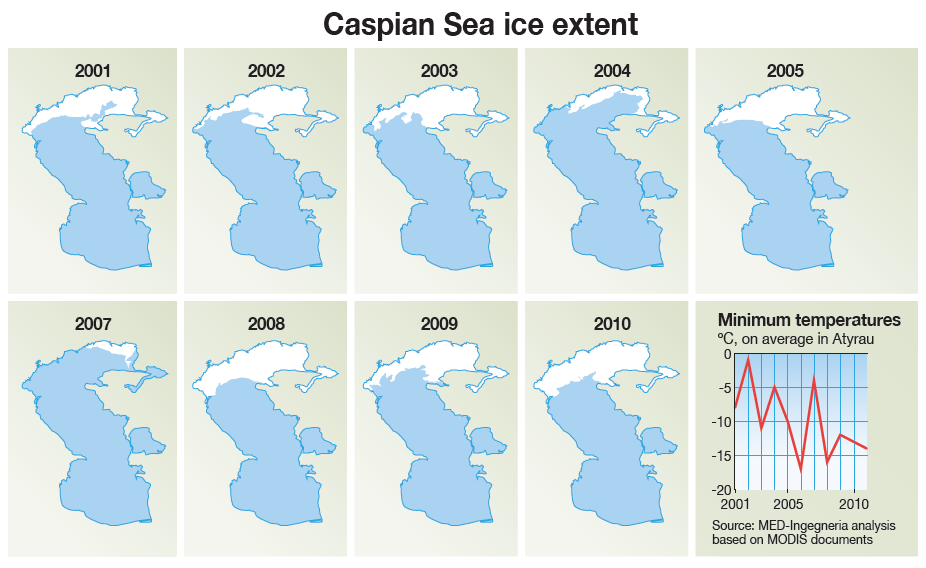 Caspian Sea ice extent
2001
2002
2003
2004
2005
2007
2008
2009
2010
Minimum temperatures
ºC, on average in Atyrau
0
-5
-10
-15
-20
2001 2005 2010
Source: MED-Ingegneria analysis
based on MODIS documents